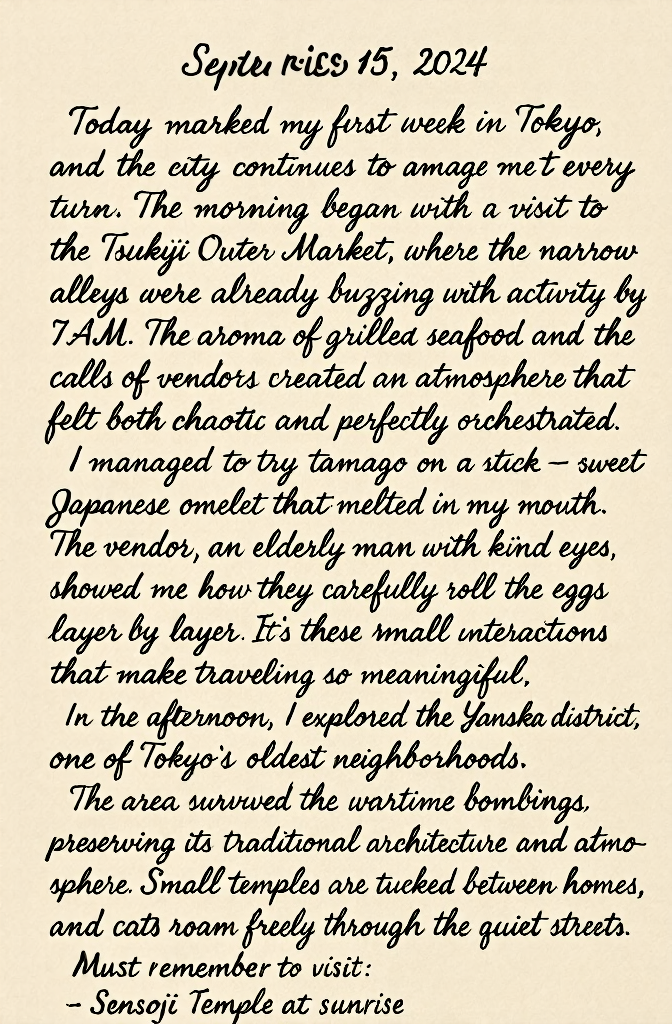 15, 2024
Today marked my first week in Tokyo,
and the city continues to amage me t every
turn. The morning began with a visit to
the Tsukiji Outer Market, where the narrow
alleys were already buzzing with activity by
7AM. The aroma of grilled seafood and the
calls of vendors created an atmosphere that
felt both chaotic and perfectly orchestrated.
I managed to try tamago on a stick – sweet
Japanese omelet that melted in my mouth.
The vendor, an elderly man with kind eyes,
showed me how they carefully roll the eggs
layer by layer. It's these small interactions
that make traveling so meaningiful,
In the afternoon, I explored the Yanska district,
one of Tokyo's oldest neighborhoods.
The area the wartime bombings,
preserving its traditional architecture and atmo-
sphere. Small temples are tucked between homes,
and cats roam freely through the quiet streets.
Must remember to visit:
– Sensoji Temple at sunrise